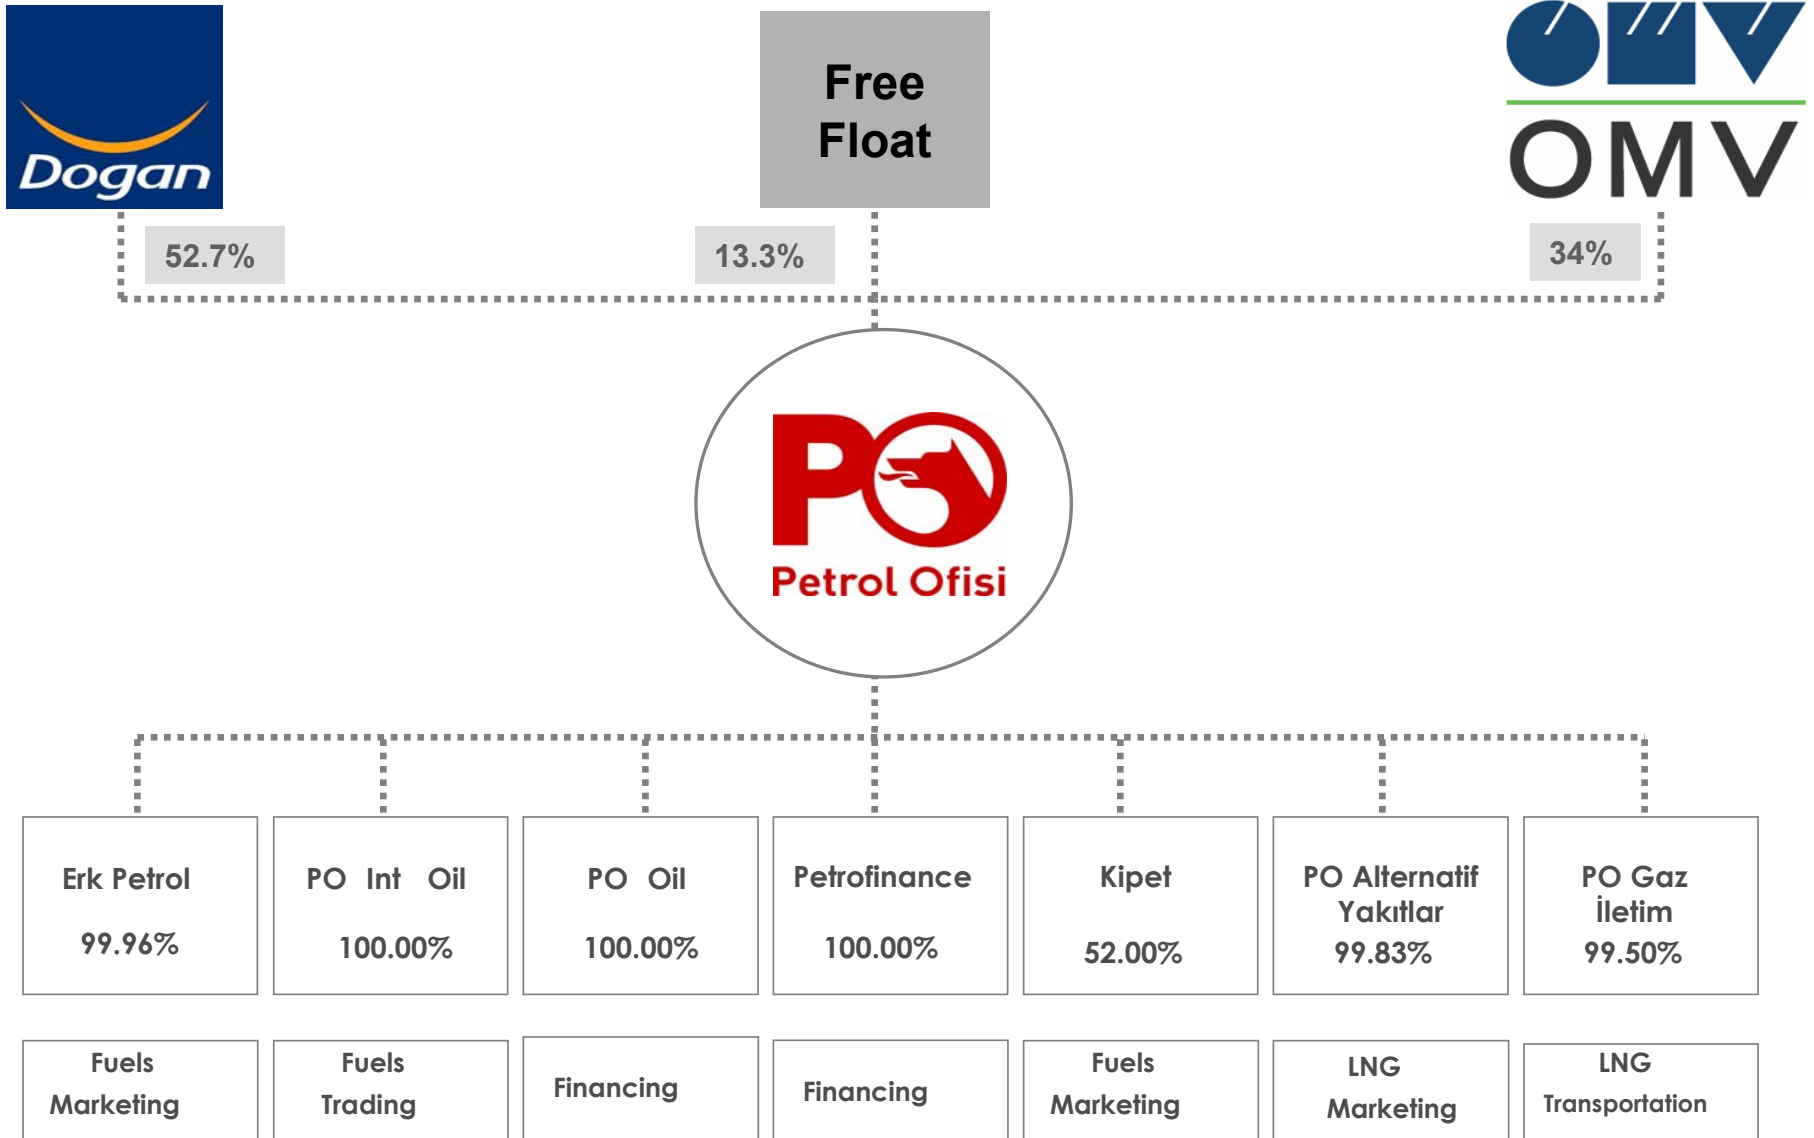 Dogan
Free
Float
OMV
OMV
52.7%
13.3%
34%
PO
Petrol Ofisi
Erk Petrol
99.96%
PO Int Oil
100.00%
PO Oil
100.00%
Petrofinance
100.00%
Kipet
52.00%
PO Alternatif
Yakıtlar
99.83%
PO Gaz
İletim
99.50%
Fuels
Marketing
Fuels
Trading
Financing
Financing
Fuels
Marketing
LNG
Marketing
LNG
Transportation